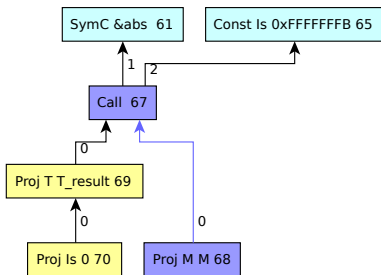 SymC &abs 61
Const Is 0xFFFFFFFB 65
1
2
Call 67
0
0
Proj T T_result 69
0
0
Proj Is 0 70
Proj M M 68